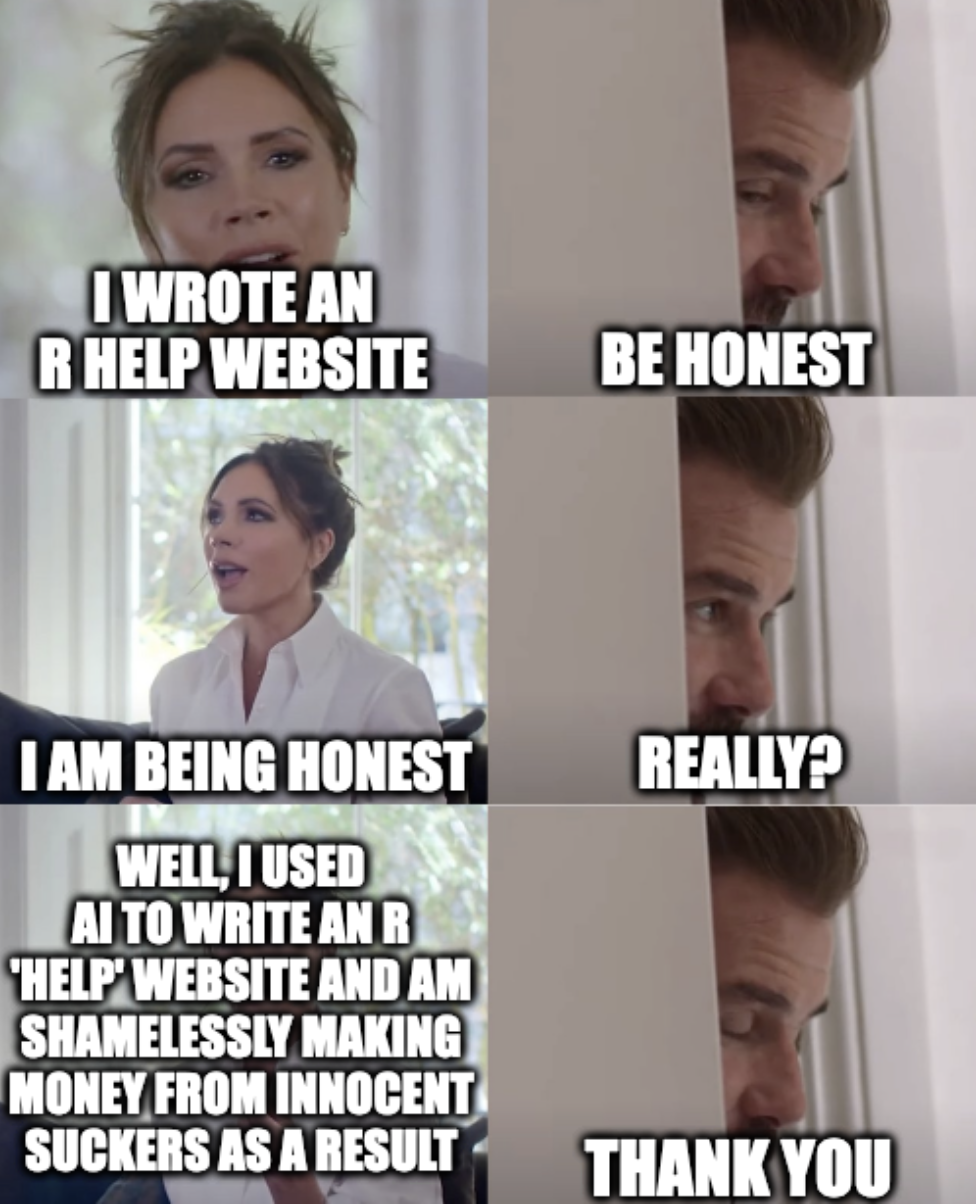 I WROTE AN
R HELP WEBSITE
BE HONEST
I AM BEING HONEST
REALLY?
WELL, I USED
AI TO WRITE AN R
'HELP' WEBSITE AND AM
SHAMELESSLY MAKING
MONEY FROM INNOCENT
SUCKERS AS A RESULT
THANK YOU